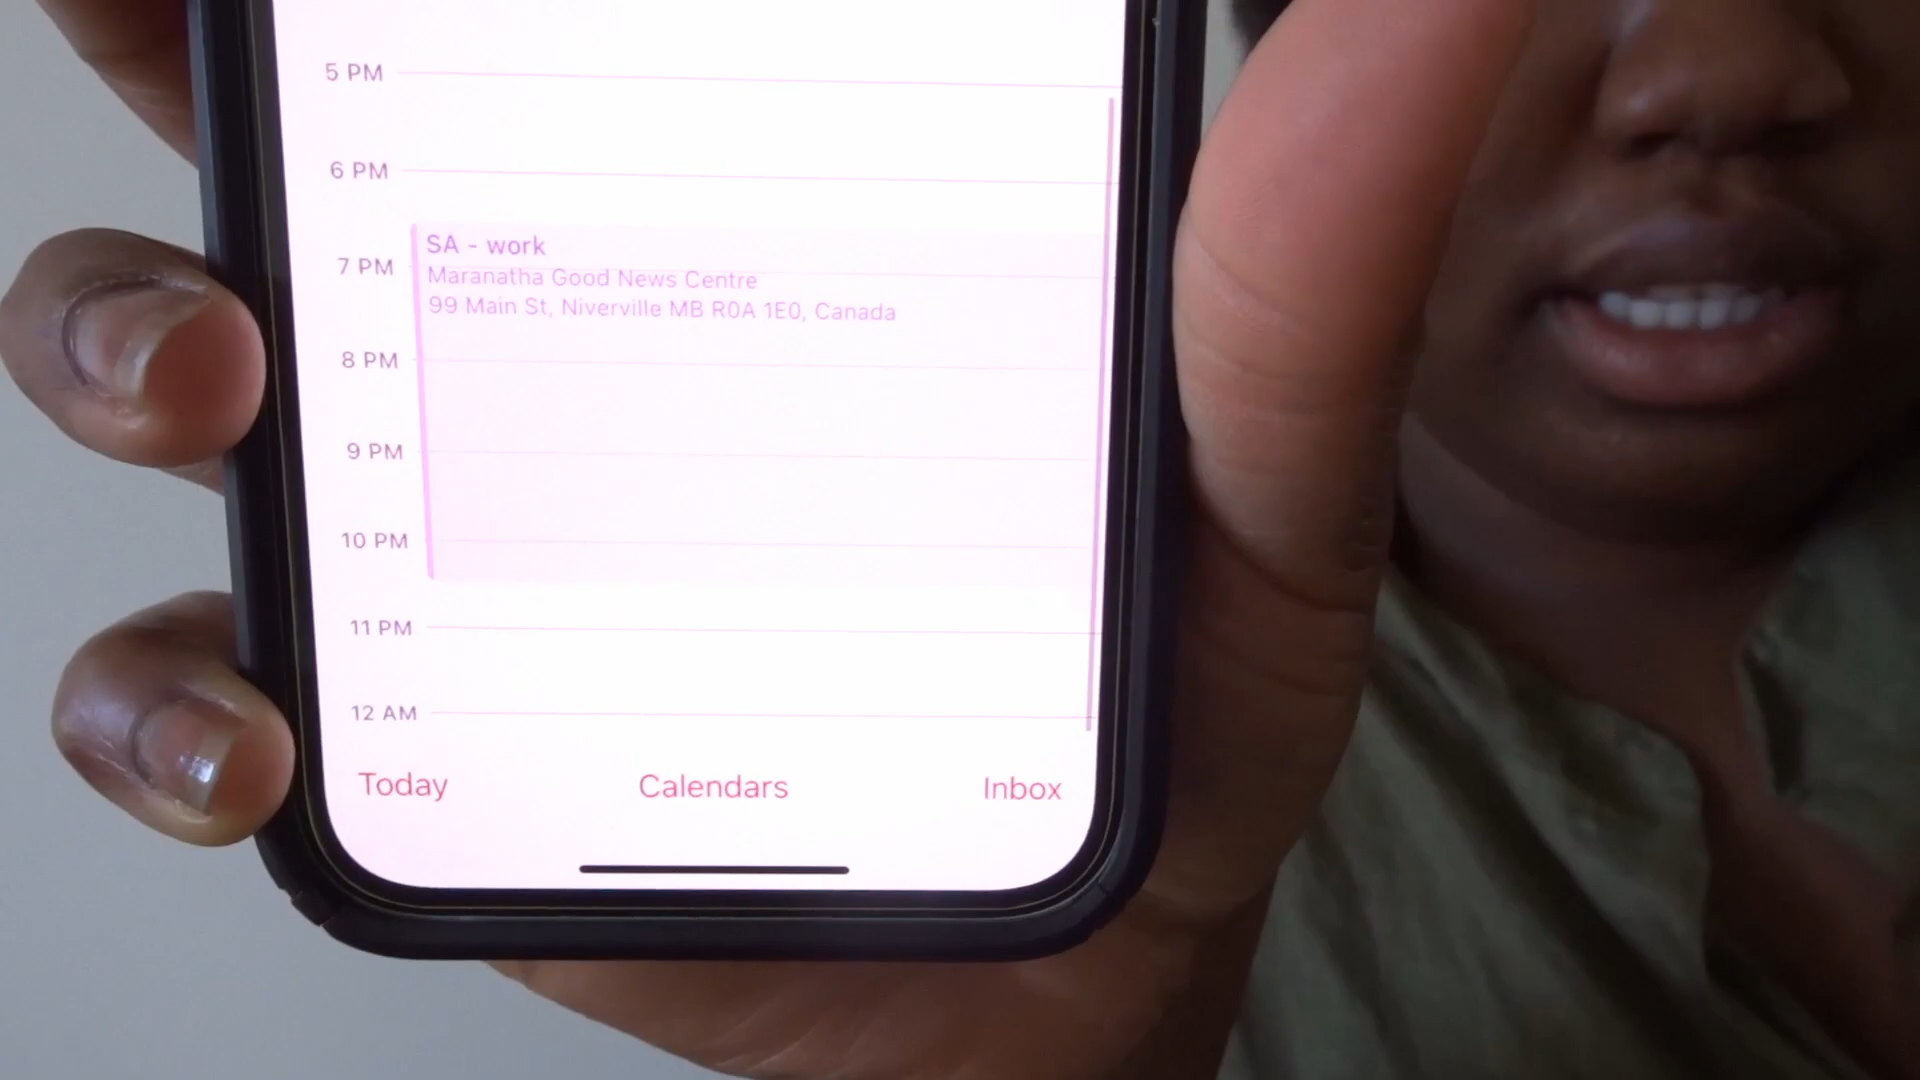 5 PM
6 PM
SA - work
7 PM
Maranatha Good News Centre
99 Main St, Niverville MB R0A 1E0, Canada
8 PM
9 PM
10 PM
11 PM
12 AM
Today
Calendars
Inbox